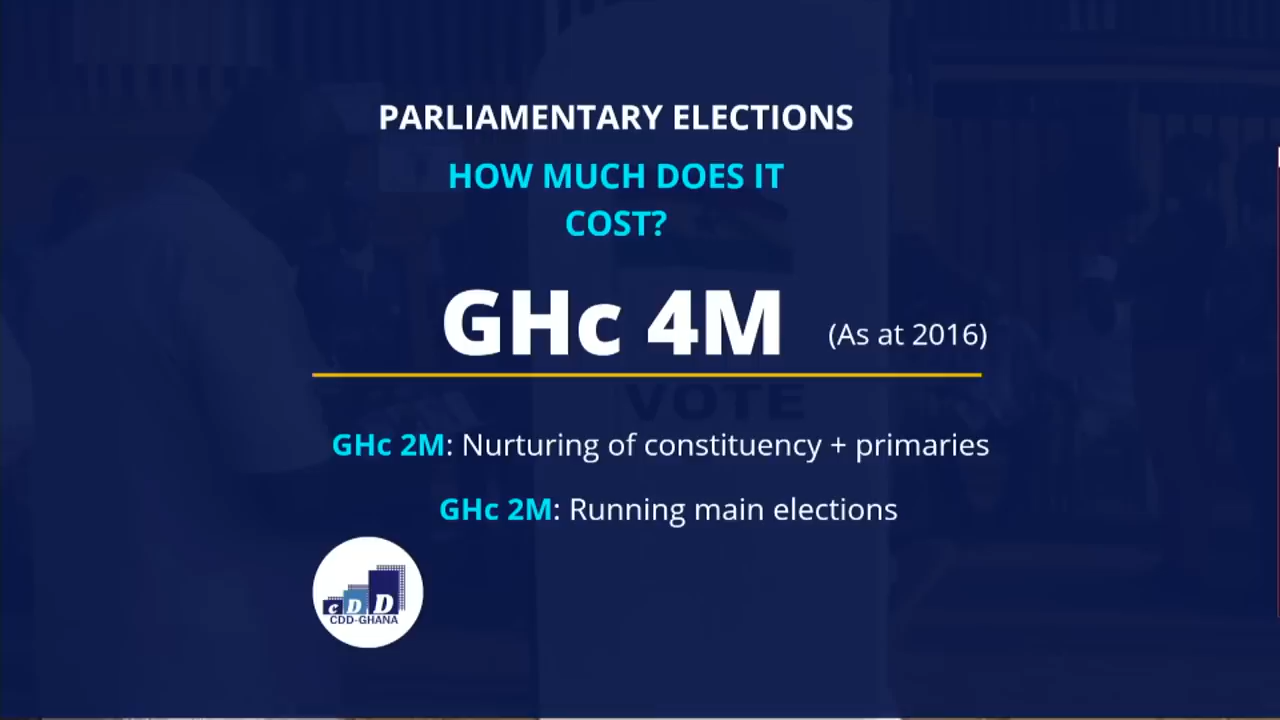 PARLIAMENTARY ELECTIONS
HOW MUCH DOES IT
COST?
GHc 4M (As at 2016)
VOTE
GHc 2M: Nurturing of constituency + primaries
GHc 2M: Running main elections
cDD
CDD-GHANA